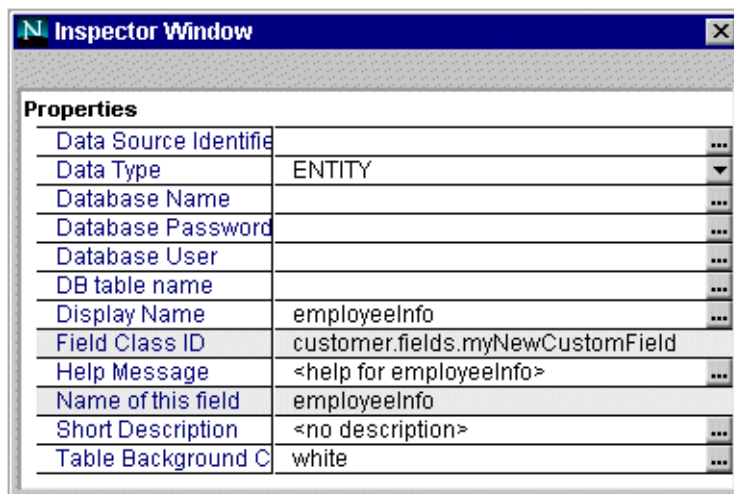 N Inspector Window
Properties
Data Source Identifie ...
Data Type ENTITY
Database Name ...
Database Password ...
Database User ...
DB table name ...
Display Name employeeInfo ...
Field Class ID customer.fields.myNewCustomField
Help Message <help for employeeInfo> ...
Name of this field employeeInfo
Short Description <no description> ...
Table Background C white ...